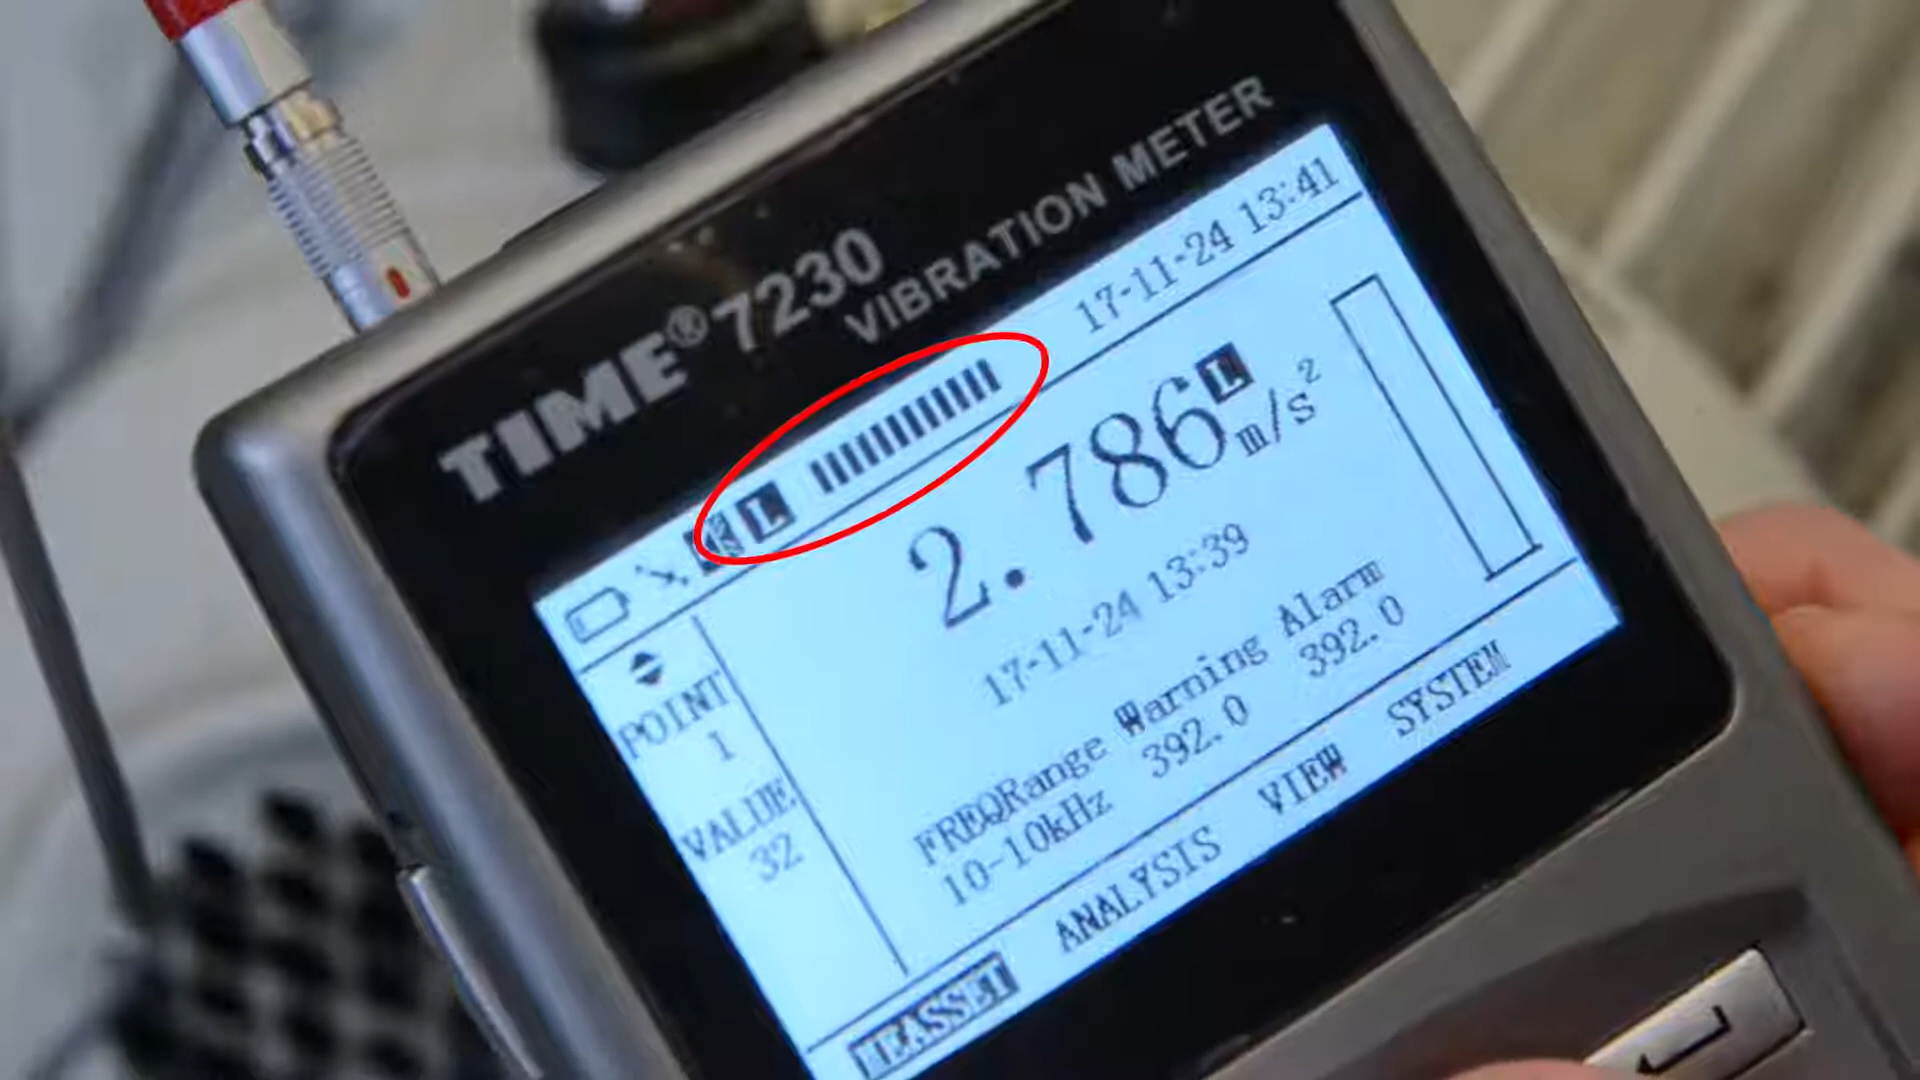 TIME® 7230
VIBRATION METER
L 17-11-24 13:41
2.786 L m/s²
17-11-24 13:39
POINT
1
VALUE
32
FREQRange Warning Alarm
10-10kHz 392.0 392.0
MEASSET ANALYSIS VIEW SYSTEM